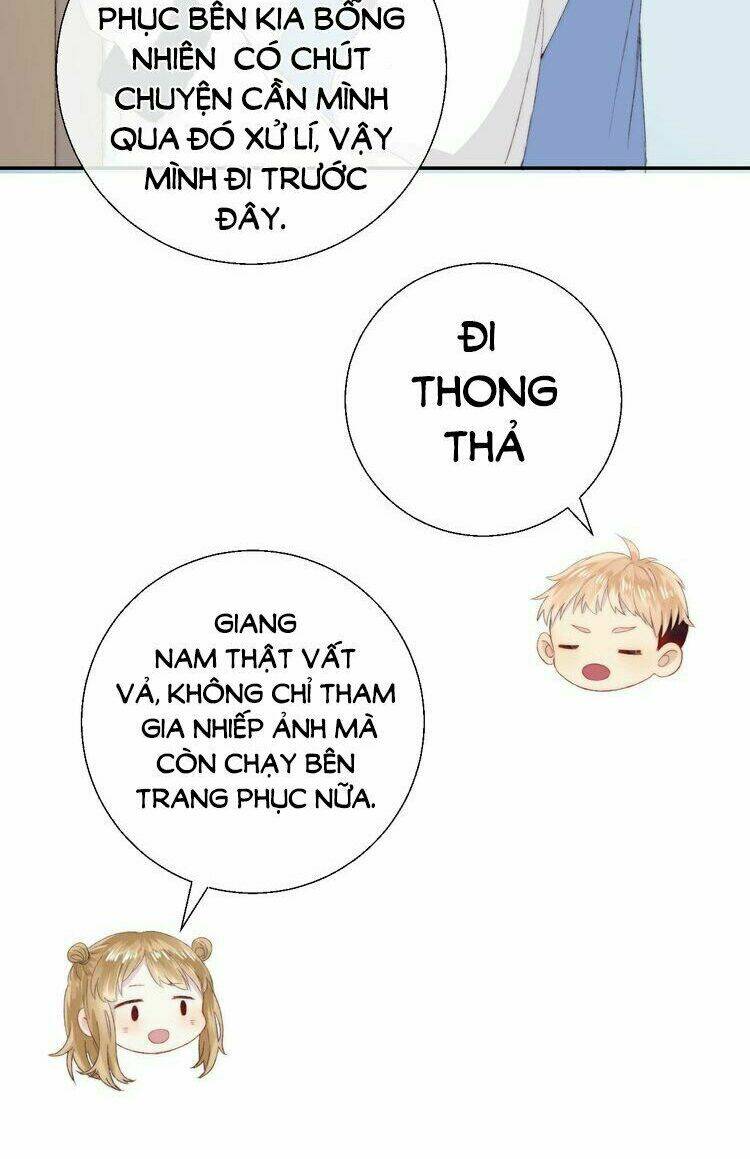 PHỤC BÊN KIA BỖNG
NHIÊN CÓ CHÚT
CHUYỆN CẦN MÌNH
QUA ĐÓ XỬ LÍ, VẬY
MÌNH ĐI TRƯỚC
ĐÂY.
ĐI
THONG
THẢ
GIANG
NAM THẬT VẤT
VẢ, KHÔNG CHỈ THAM
GIA NHIẾP ẢNH MÀ
CÒN CHẠY BÊN
TRANG PHỤC NỮA.